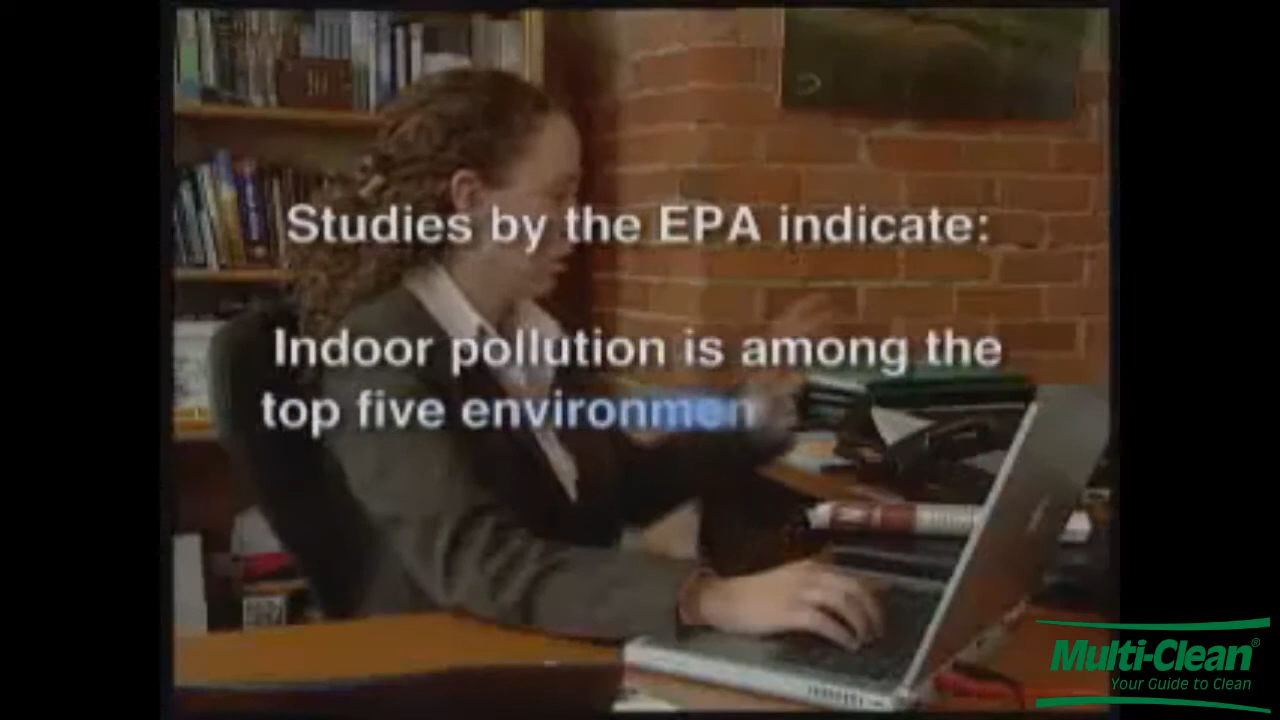 Studies by the EPA indicate:
Indoor pollution is among the
top five environmen
Multi-Clean®
Your Guide to Clean